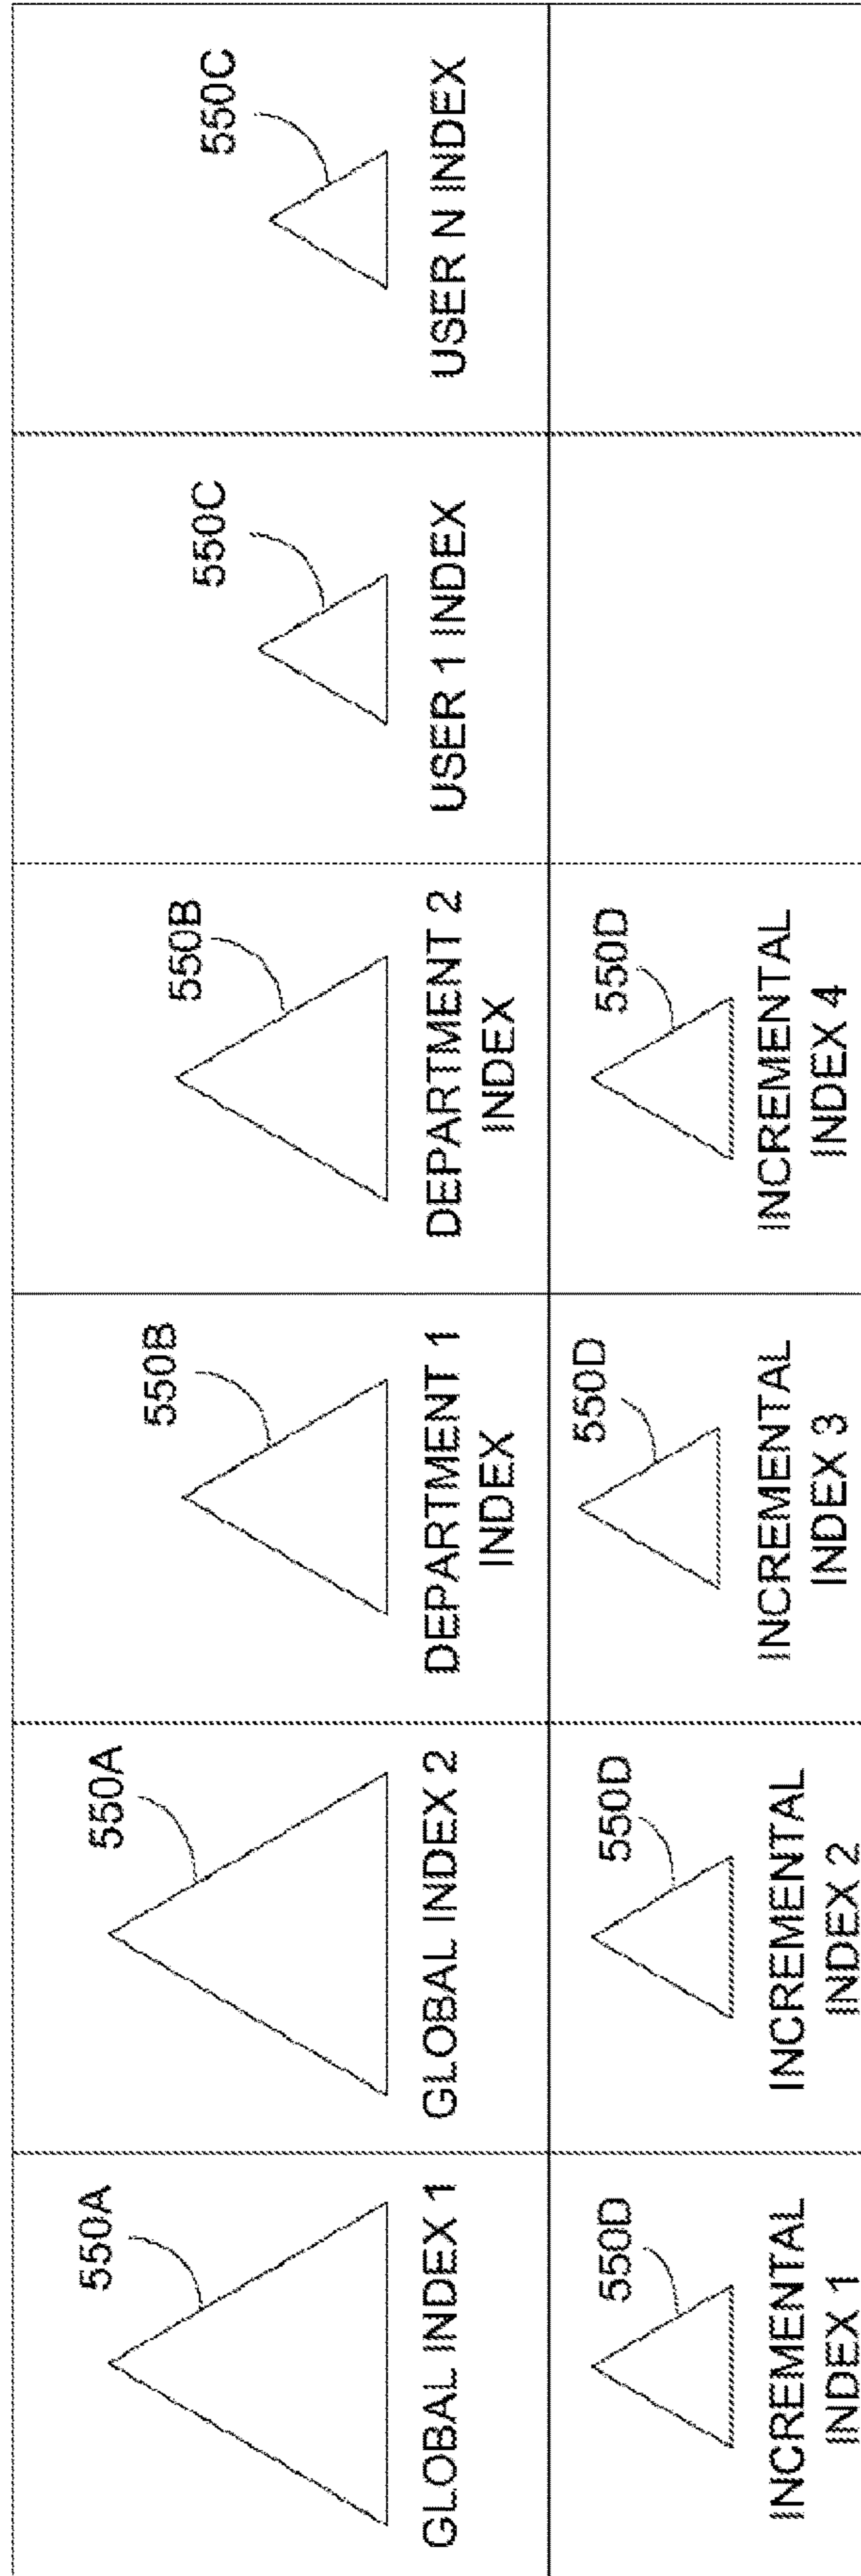 550A
GLOBAL INDEX 1
550A
GLOBAL INDEX 2
550B
DEPARTMENT 1
INDEX
550B
DEPARTMENT 2
INDEX
550C
USER 1 INDEX
550C
USER N INDEX
550D
INCREMENTAL
INDEX 1
550D
INCREMENTAL
INDEX 2
550D
INCREMENTAL
INDEX 3
550D
INCREMENTAL
INDEX 4